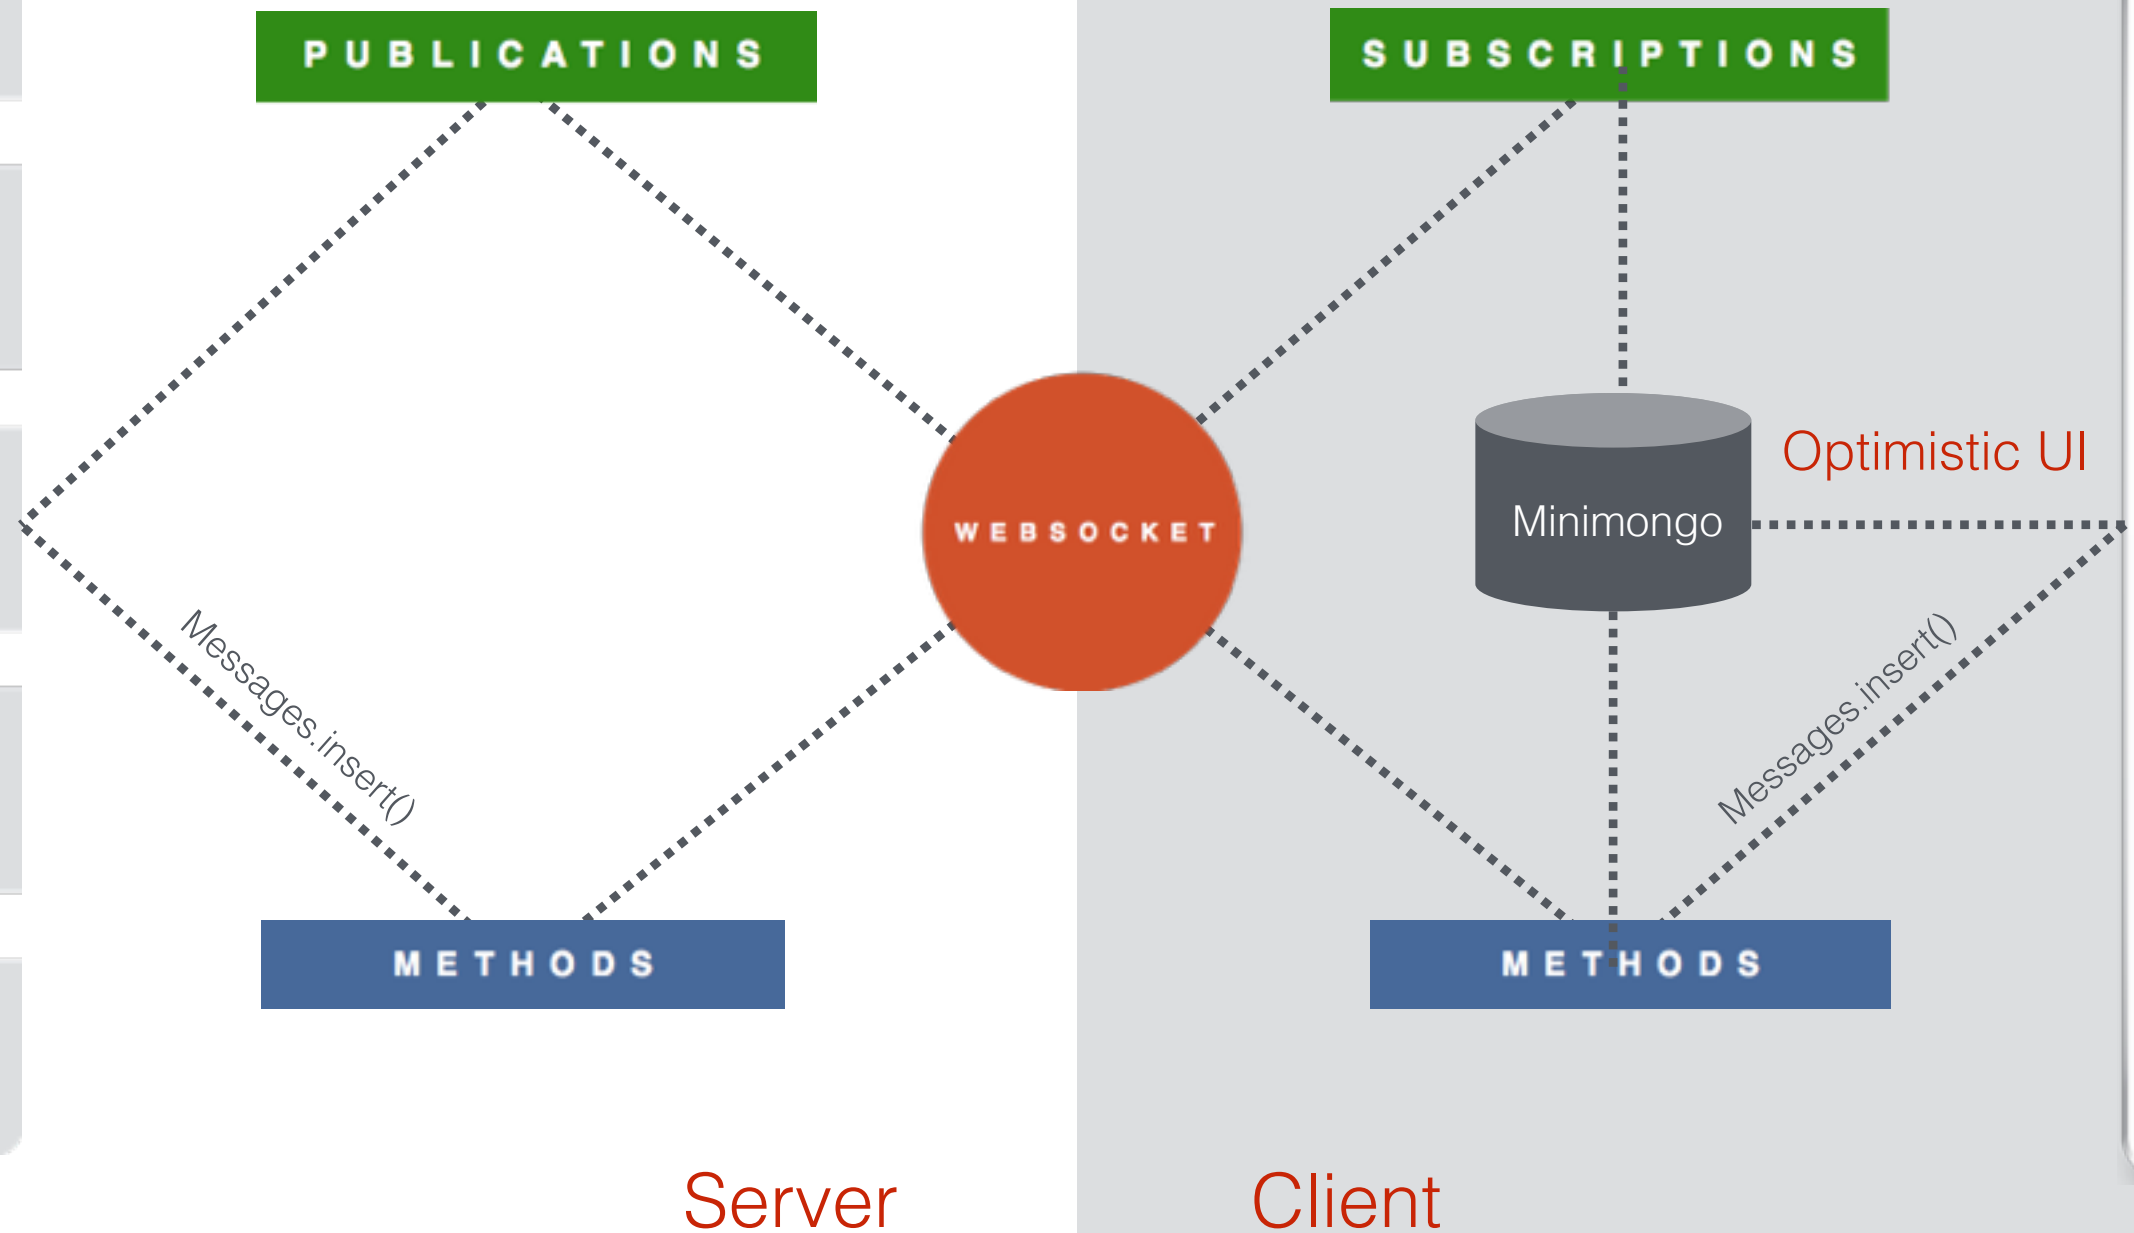 PUBLICATIONS
SUBSCRIPTIONS
Optimistic UI
WEBSOCKET
Minimongo
Messages.insert()
Messages.insert()
METHODS
METHODS
Server
Client